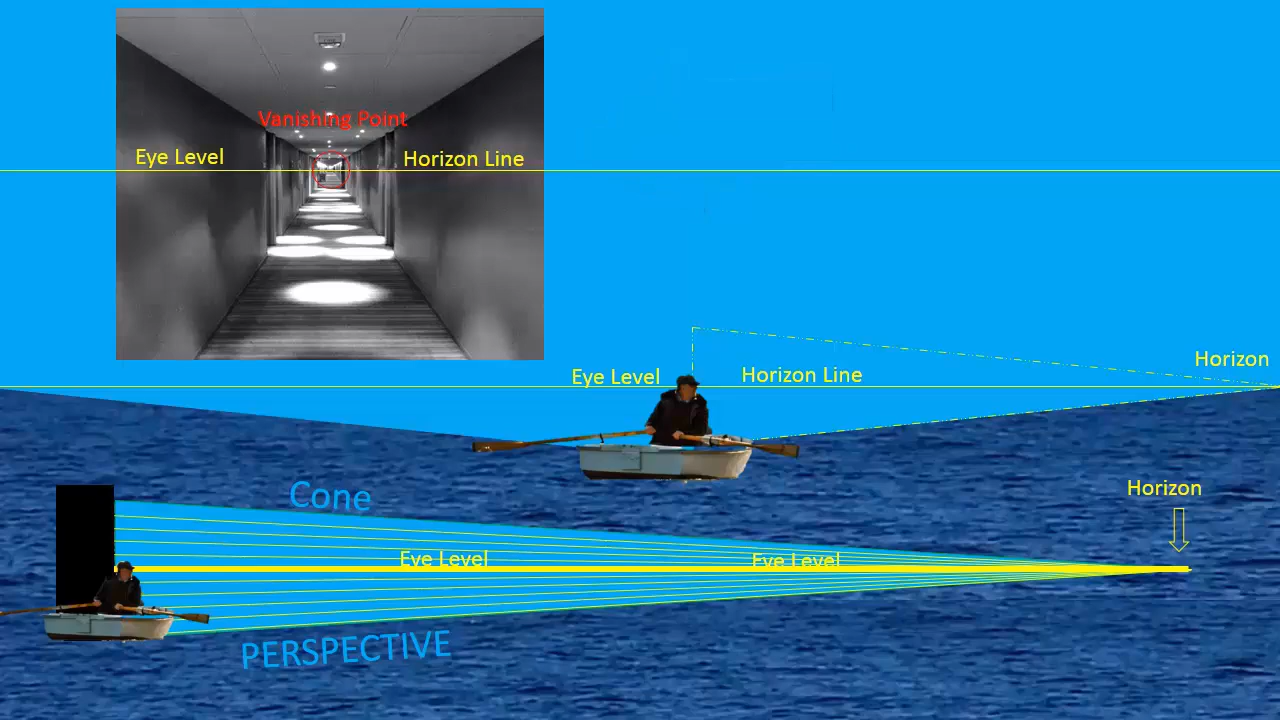 Vanishing Point
Eye Level
Horizon Line
Horizon
Eye Level
Horizon Line
Horizon
Cone
Eye Level
Eye Level
PERSPECTIVE